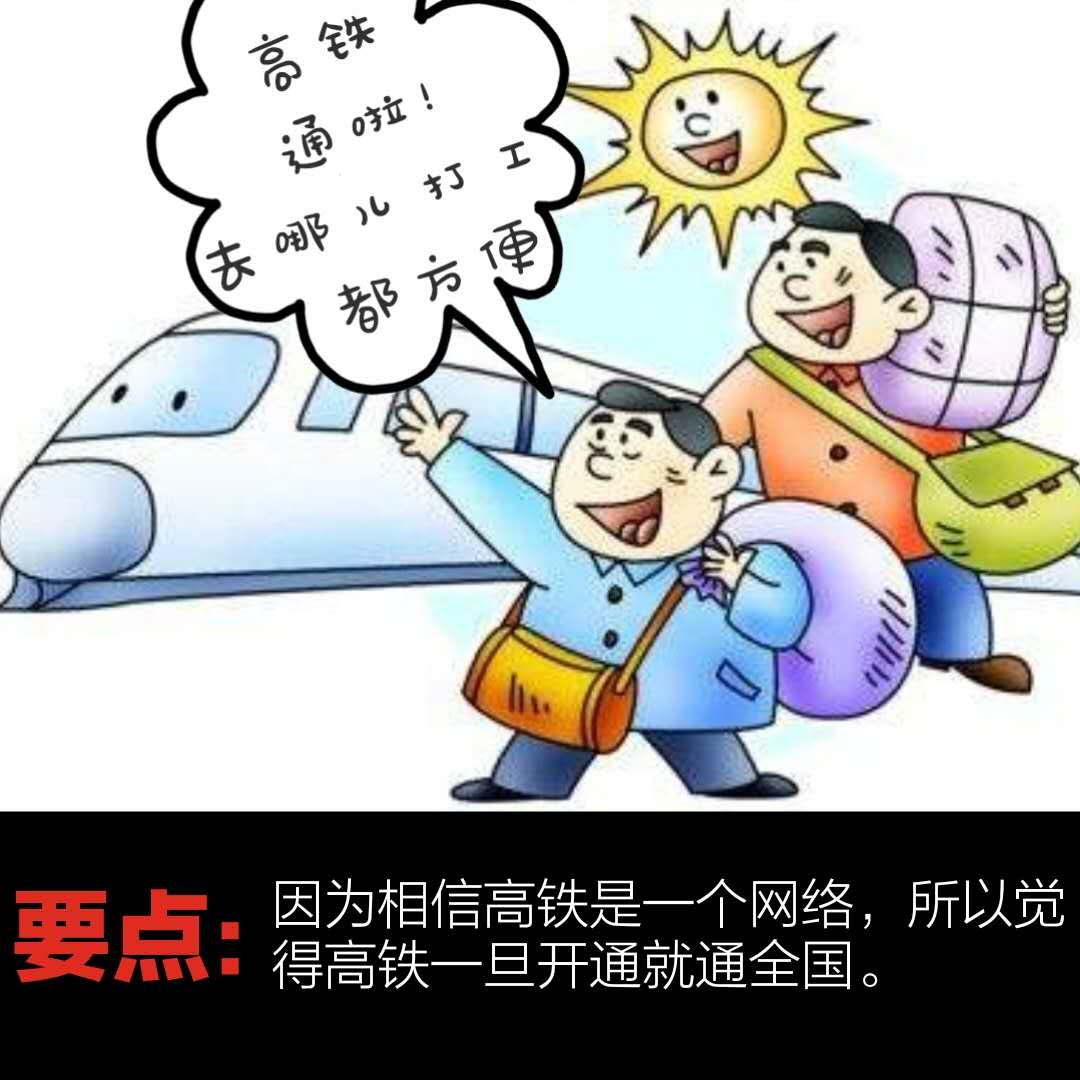 高铁
通啦！
去哪儿打工
都方便
要点:
因为相信高铁是一个网络，所以觉
得高铁一旦开通就通全国。